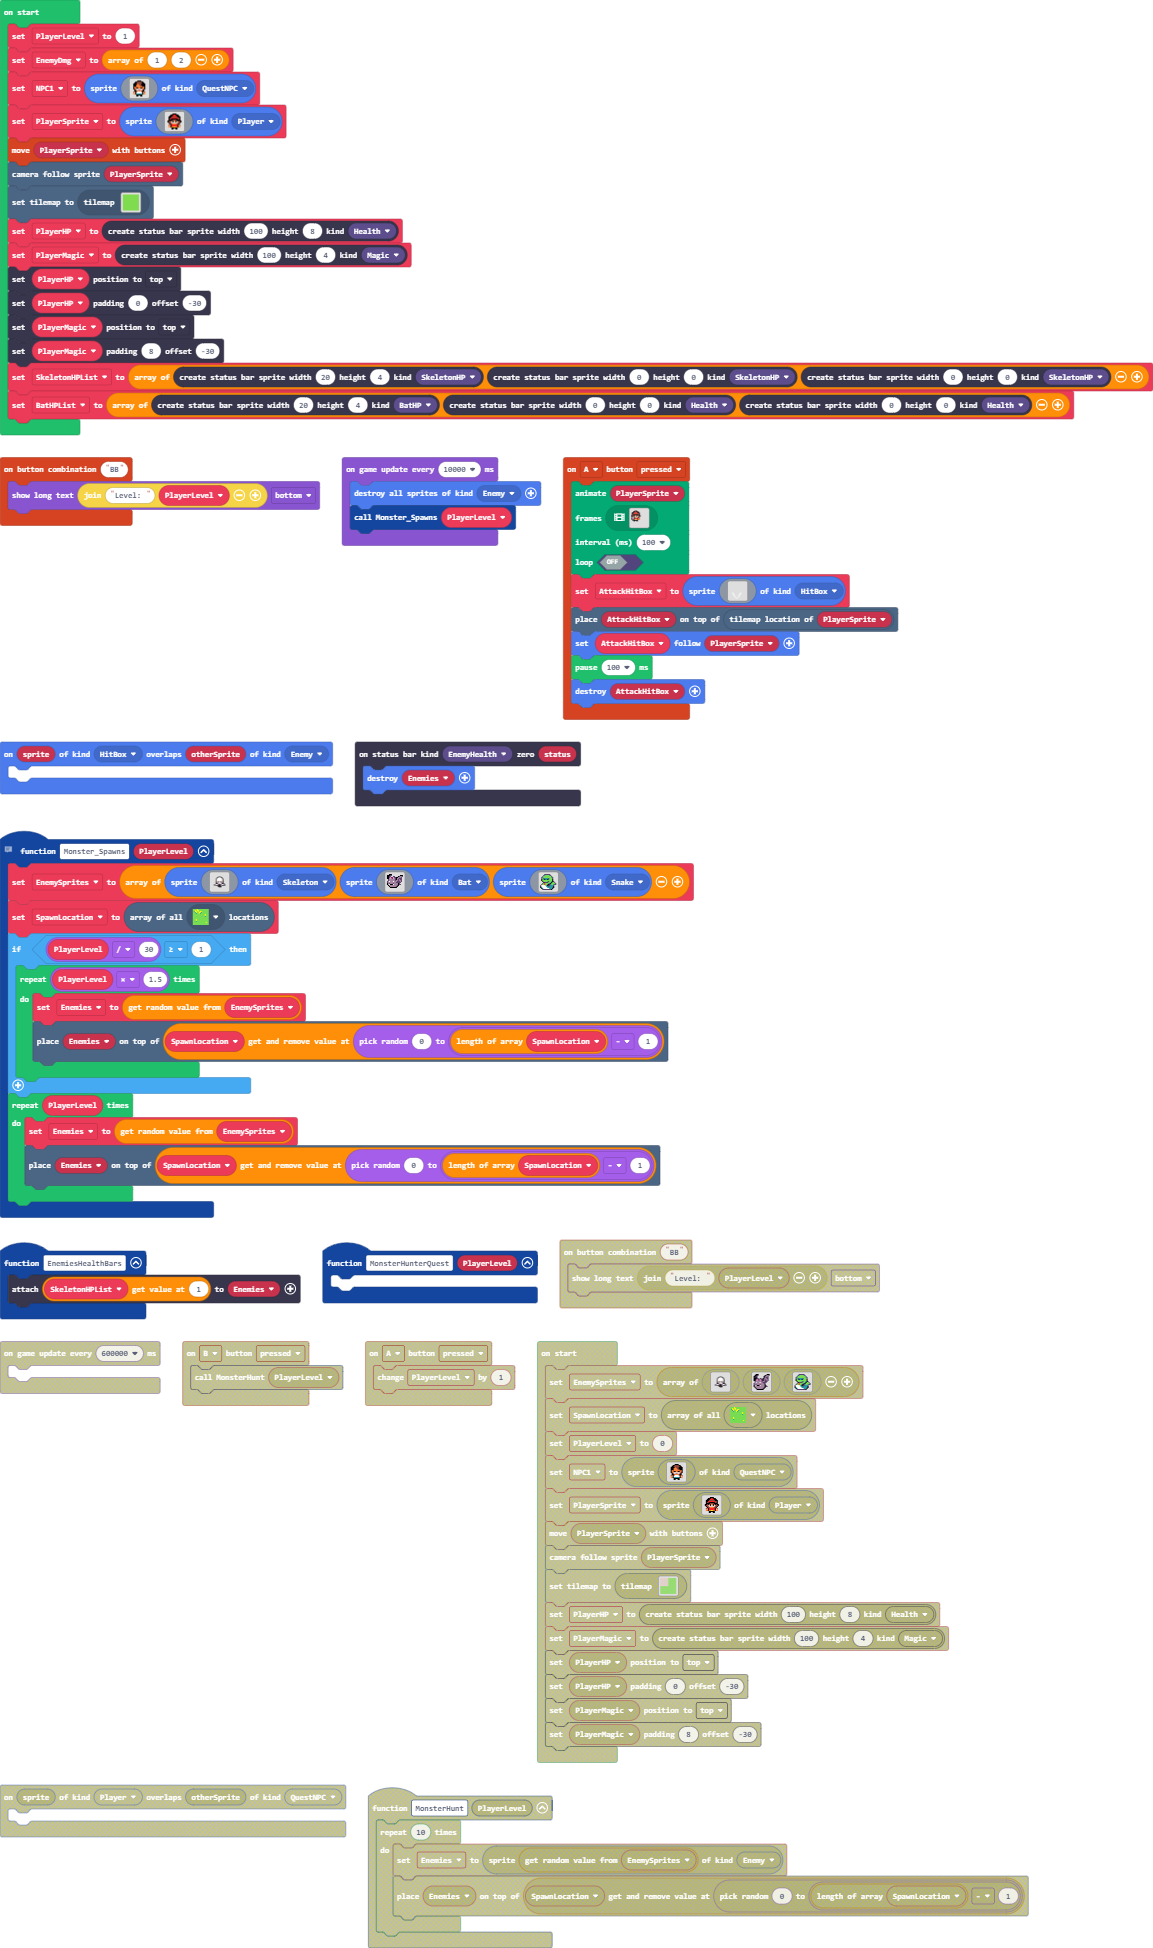 on start
set PlayerLevel to 1
set EnemyDmg to array of 1 2
set NPC1 to sprite of kind QuestNPC
set PlayerSprite to sprite of kind Player
move PlayerSprite with buttons
camera follow sprite PlayerSprite
set tilemap to tilemap
set PlayerHP to create status bar sprite width 100 height 8 kind Health
set PlayerMagic to create status bar sprite width 100 height 4 kind Magic
set PlayerHP position to top
set PlayerHP padding 0 offset -30
set PlayerMagic position to top
set PlayerMagic padding 8 offset -30
set SkeletonHPList to array of create status bar sprite width 20 height 4 kind SkeletonHP create status bar sprite width 0 height 0 kind SkeletonHP create status bar sprite width 0 height 0 kind SkeletonHP
set BatHPList to array of create status bar sprite width 20 height 4 kind BatHP create status bar sprite width 0 height 0 kind Health create status bar sprite width 0 height 0 kind Health
on button combination "BB"
show long text join "Level: " PlayerLevel bottom
on game update every 10000 ms
destroy all sprites of kind Enemy
call Monster_Spawns PlayerLevel
on A button pressed
animate PlayerSprite
frames
interval (ms) 100
loop OFF
set AttackHitBox to sprite of kind HitBox
place AttackHitBox on top of tilemap location of PlayerSprite
set AttackHitBox follow PlayerSprite
pause 100 ms
destroy AttackHitBox
on sprite of kind HitBox overlaps otherSprite of kind Enemy
on status bar kind EnemyHealth zero status
destroy Enemies
function Monster_Spawns PlayerLevel
set EnemySprites to array of sprite of kind Skeleton sprite of kind Bat sprite of kind Snake
set SpawnLocation to array of all locations
if PlayerLevel / 30 ≥ 1 then
repeat PlayerLevel × 1.5 times
do
set Enemies to get random value from EnemySprites
place Enemies on top of SpawnLocation get and remove value at pick random 0 to length of array SpawnLocation - 1
repeat PlayerLevel times
do
set Enemies to get random value from EnemySprites
place Enemies on top of SpawnLocation get and remove value at pick random 0 to length of array SpawnLocation - 1
function EnemiesHealthBars
attach SkeletonHPList get value at 1 to Enemies
function MonsterHunterQuest PlayerLevel
on button combination "BB"
show long text join "Level: " PlayerLevel bottom
on game update every 600000 ms
on B button pressed
call MonsterHunt PlayerLevel
on A button pressed
change PlayerLevel by 1
on start
set EnemySprites to array of
set SpawnLocation to array of all locations
set PlayerLevel to 0
set NPC1 to sprite of kind QuestNPC
set PlayerSprite to sprite of kind Player
move PlayerSprite with buttons
camera follow sprite PlayerSprite
set tilemap to tilemap
set PlayerHP to create status bar sprite width 100 height 8 kind Health
set PlayerMagic to create status bar sprite width 100 height 4 kind Magic
set PlayerHP position to top
set PlayerHP padding 0 offset -30
set PlayerMagic position to top
set PlayerMagic padding 8 offset -30
on sprite of kind Player overlaps otherSprite of kind QuestNPC
function MonsterHunt PlayerLevel
repeat 10 times
do
set Enemies to sprite get random value from EnemySprites of kind Enemy
place Enemies on top of SpawnLocation get and remove value at pick random 0 to length of array SpawnLocation - 1